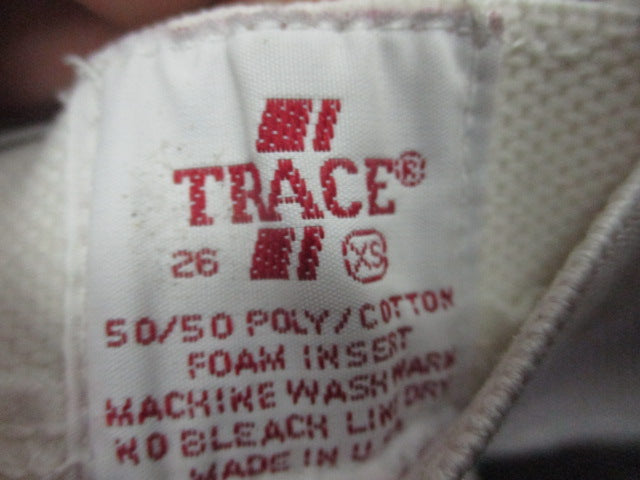 TRACE®
26 XS
50/50 POLY/COTTON
FOAM INSERT
MACHINE WASH WARM
NO BLEACH LINE DRY
MADE IN U.S.A